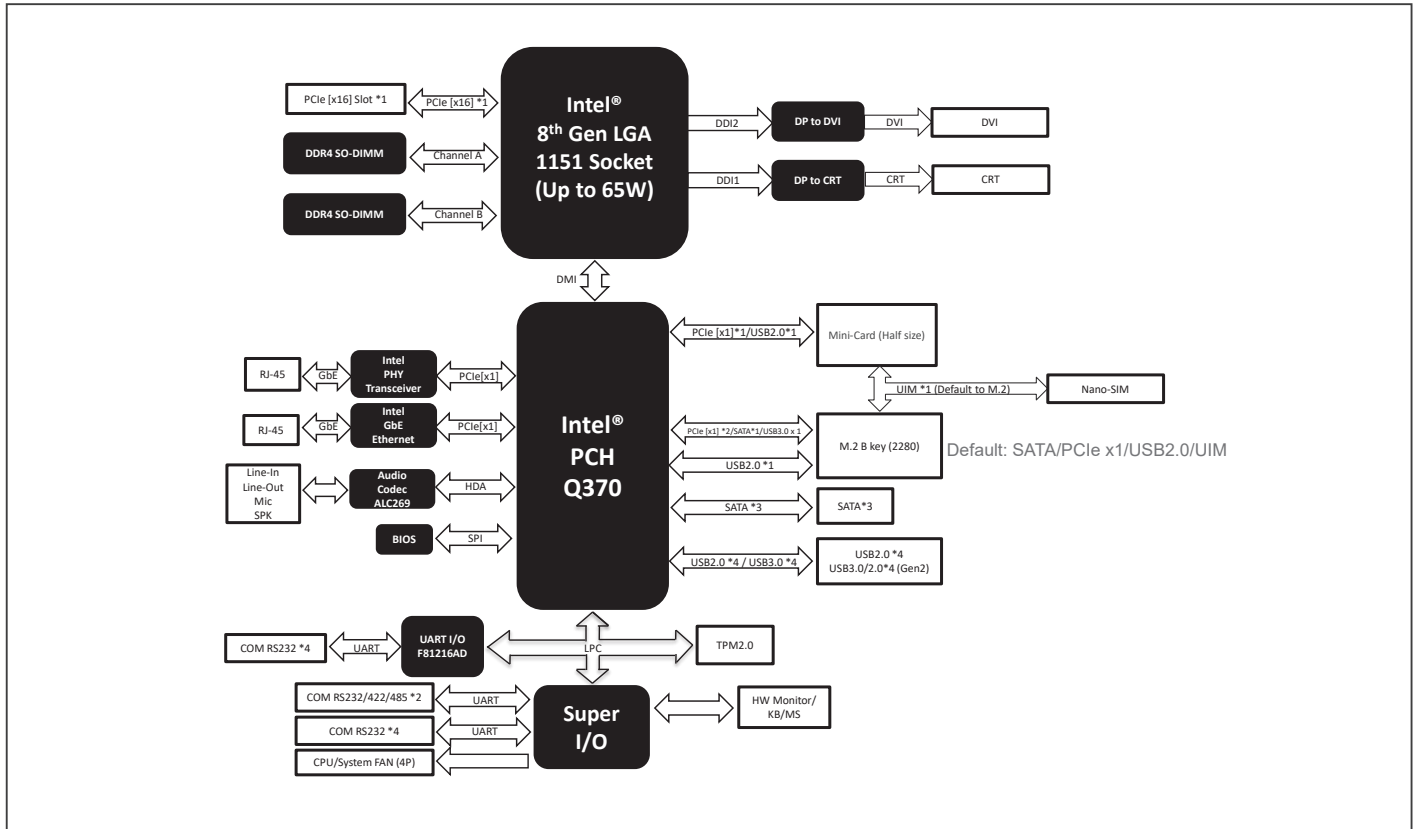 Intel®
8th Gen LGA
1151 Socket
(Up to 65W)
PCIe [x16] Slot *1
PCIe [x16] *1
DDR4 SO-DIMM
Channel A
DDR4 SO-DIMM
Channel B
DDI2
DP to DVI
DVI
DVI
DDI1
DP to CRT
CRT
CRT
DMI
Intel®
PCH
Q370
PCIe [x1]*1/USB2.0*1
Mini-Card (Half size)
UIM *1 (Default to M.2)
Nano-SIM
RJ-45
GbE
Intel
PHY
Transceiver
PCIe[x1]
RJ-45
GbE
Intel
GbE
Ethernet
PCIe[x1]
PCIe [x1] *2/SATA*1/USB3.0 x 1
USB2.0 *1
M.2 B key (2280)
Default: SATA/PCIe x1/USB2.0/UIM
Line-In
Line-Out
Mic
SPK
Audio
Codec
ALC269
HDA
SATA *3
SATA*3
BIOS
SPI
USB2.0 *4 / USB3.0 *4
USB2.0 *4
USB3.0/2.0*4 (Gen2)
COM RS232 *4
UART
UART I/O
F81216AD
LPC
TPM2.0
COM RS232/422/485 *2
UART
COM RS232 *4
UART
CPU/System FAN (4P)
Super
I/O
HW Monitor/
KB/MS